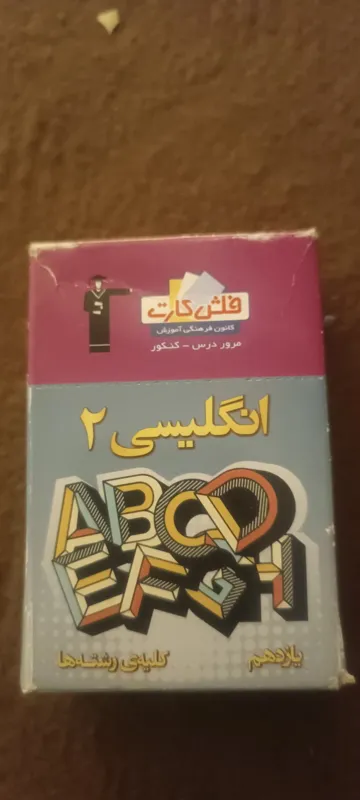 فلش کارت
کانون فرهنگی آموزش
مرور درس - کنکور
انگلیسی ۲
ABCD
EFGH
یازدهم
کلیه‌ی رشته‌ها